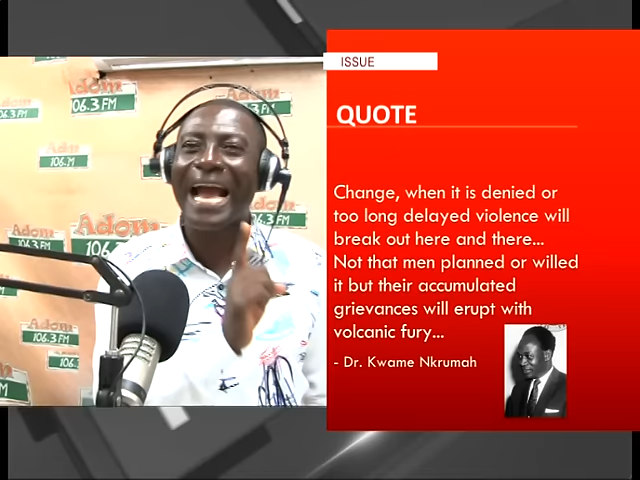 ISSUE
QUOTE
Change, when it is denied or
too long delayed violence will
break out here and there...
Not that men planned or willed
it but their accumulated
grievances will erupt with
volcanic fury...
- Dr. Kwame Nkrumah
Adom
106.3 FM
Adom
106.3 FM
Adom
106.3 FM
Adom
106.3 FM
Adom
106.3 FM